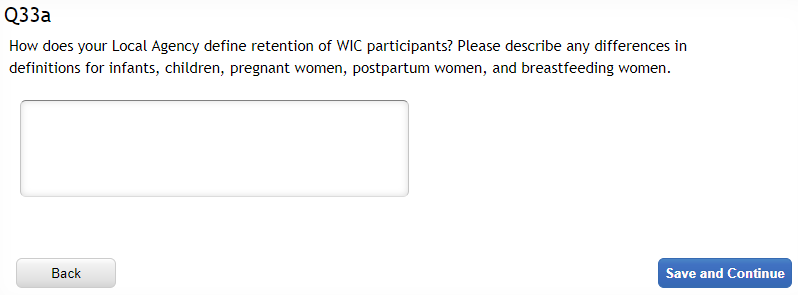 Q33a
How does your Local Agency define retention of WIC participants? Please describe any differences in
definitions for infants, children, pregnant women, postpartum women, and breastfeeding women.
Back
Save and Continue